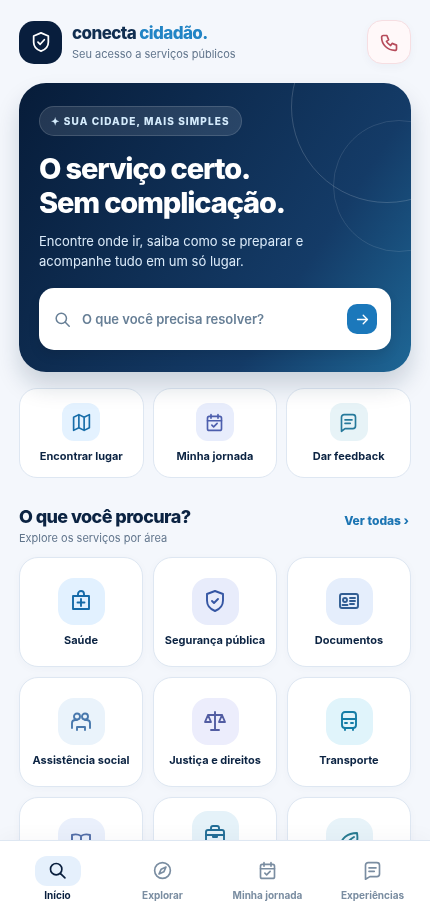 conecta cidadão.
Seu acesso a serviços públicos
✦ SUA CIDADE, MAIS SIMPLES
O serviço certo.
Sem complicação.
Encontre onde ir, saiba como se preparar e
acompanhe tudo em um só lugar.
O que você precisa resolver?
Encontrar lugar
Minha jornada
Dar feedback
O que você procura?
Ver todas ›
Explore os serviços por área
Saúde
Segurança pública
Documentos
Assistência social
Justiça e direitos
Transporte
Início
Explorar
Minha jornada
Experiências